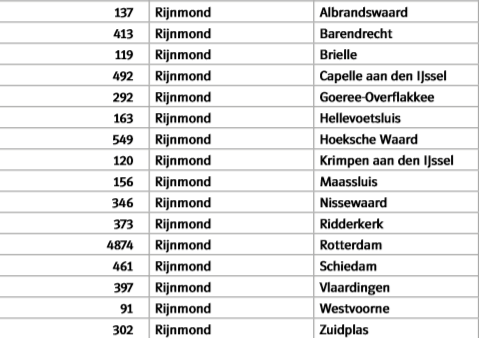 137 Rijnmond Albrandswaard
413 Rijnmond Barendrecht
119 Rijnmond Brielle
492 Rijnmond Capelle aan den IJssel
292 Rijnmond Goeree-Overflakkee
163 Rijnmond Hellevoetsluis
549 Rijnmond Hoeksche Waard
120 Rijnmond Krimpen aan den IJssel
156 Rijnmond Maassluis
346 Rijnmond Nissewaard
373 Rijnmond Ridderkerk
4874 Rijnmond Rotterdam
461 Rijnmond Schiedam
397 Rijnmond Vlaardingen
91 Rijnmond Westvoorne
302 Rijnmond Zuidplas